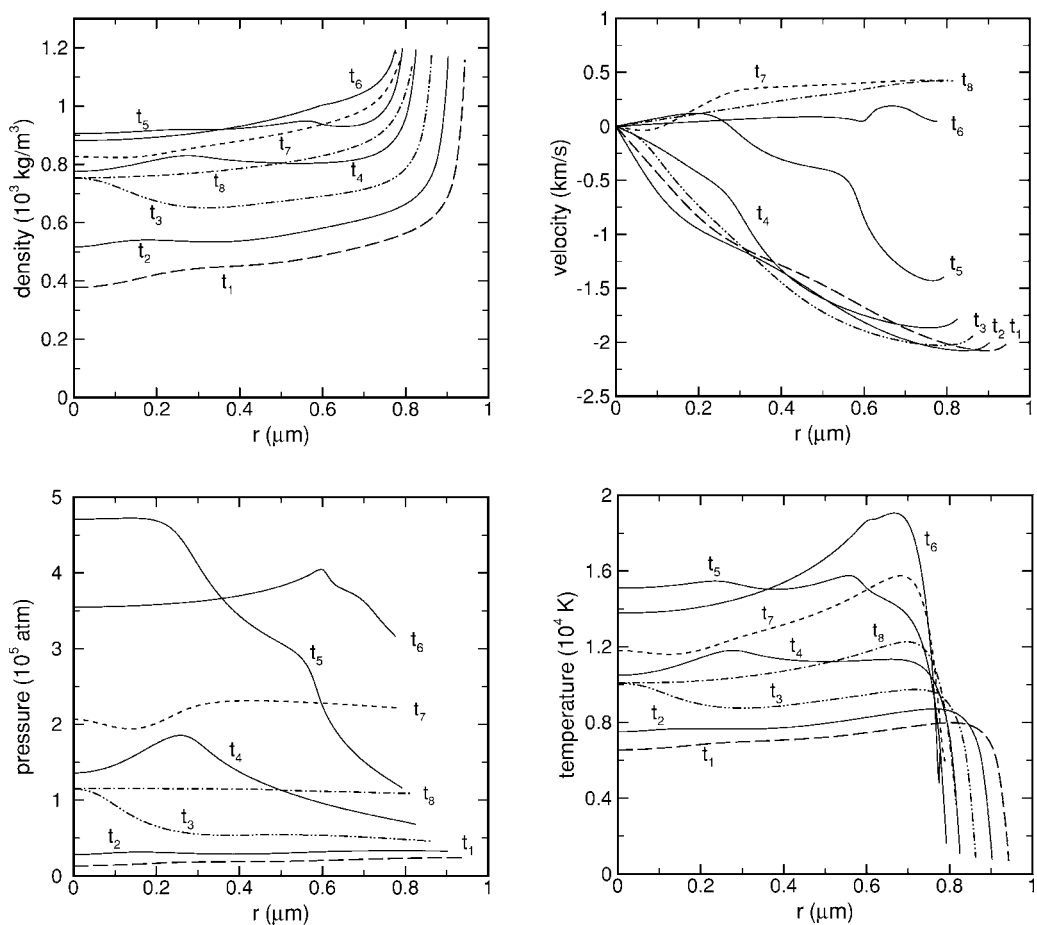 density (10³ kg/m³)
1.2
1
0.8
0.6
0.4
0.2
0
t₆
t₅
t₇
t₈
t₄
t₃
t₂
t₁
0 0.2 0.4 0.6 0.8 1
r (μm)
velocity (km/s)
1
0.5
0
-0.5
-1
-1.5
-2
-2.5
t₇
t₈
t₆
t₄
t₅
t₃ t₂ t₁
0 0.2 0.4 0.6 0.8 1
r (μm)
pressure (10⁵ atm)
5
4
3
2
1
0
t₆
t₅
t₇
t₄
t₈
t₃
t₂
t₁
0 0.2 0.4 0.6 0.8 1
r (μm)
temperature (10⁴ K)
2
1.6
1.2
0.8
0.4
0
t₆
t₅
t₇
t₈
t₄
t₃
t₂
t₁
0 0.2 0.4 0.6 0.8 1
r (μm)